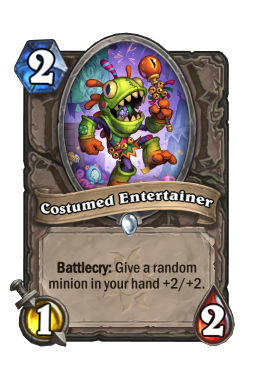 2
Costumed Entertainer
Battlecry: Give a random
minion in your hand +2/+2.
1
2